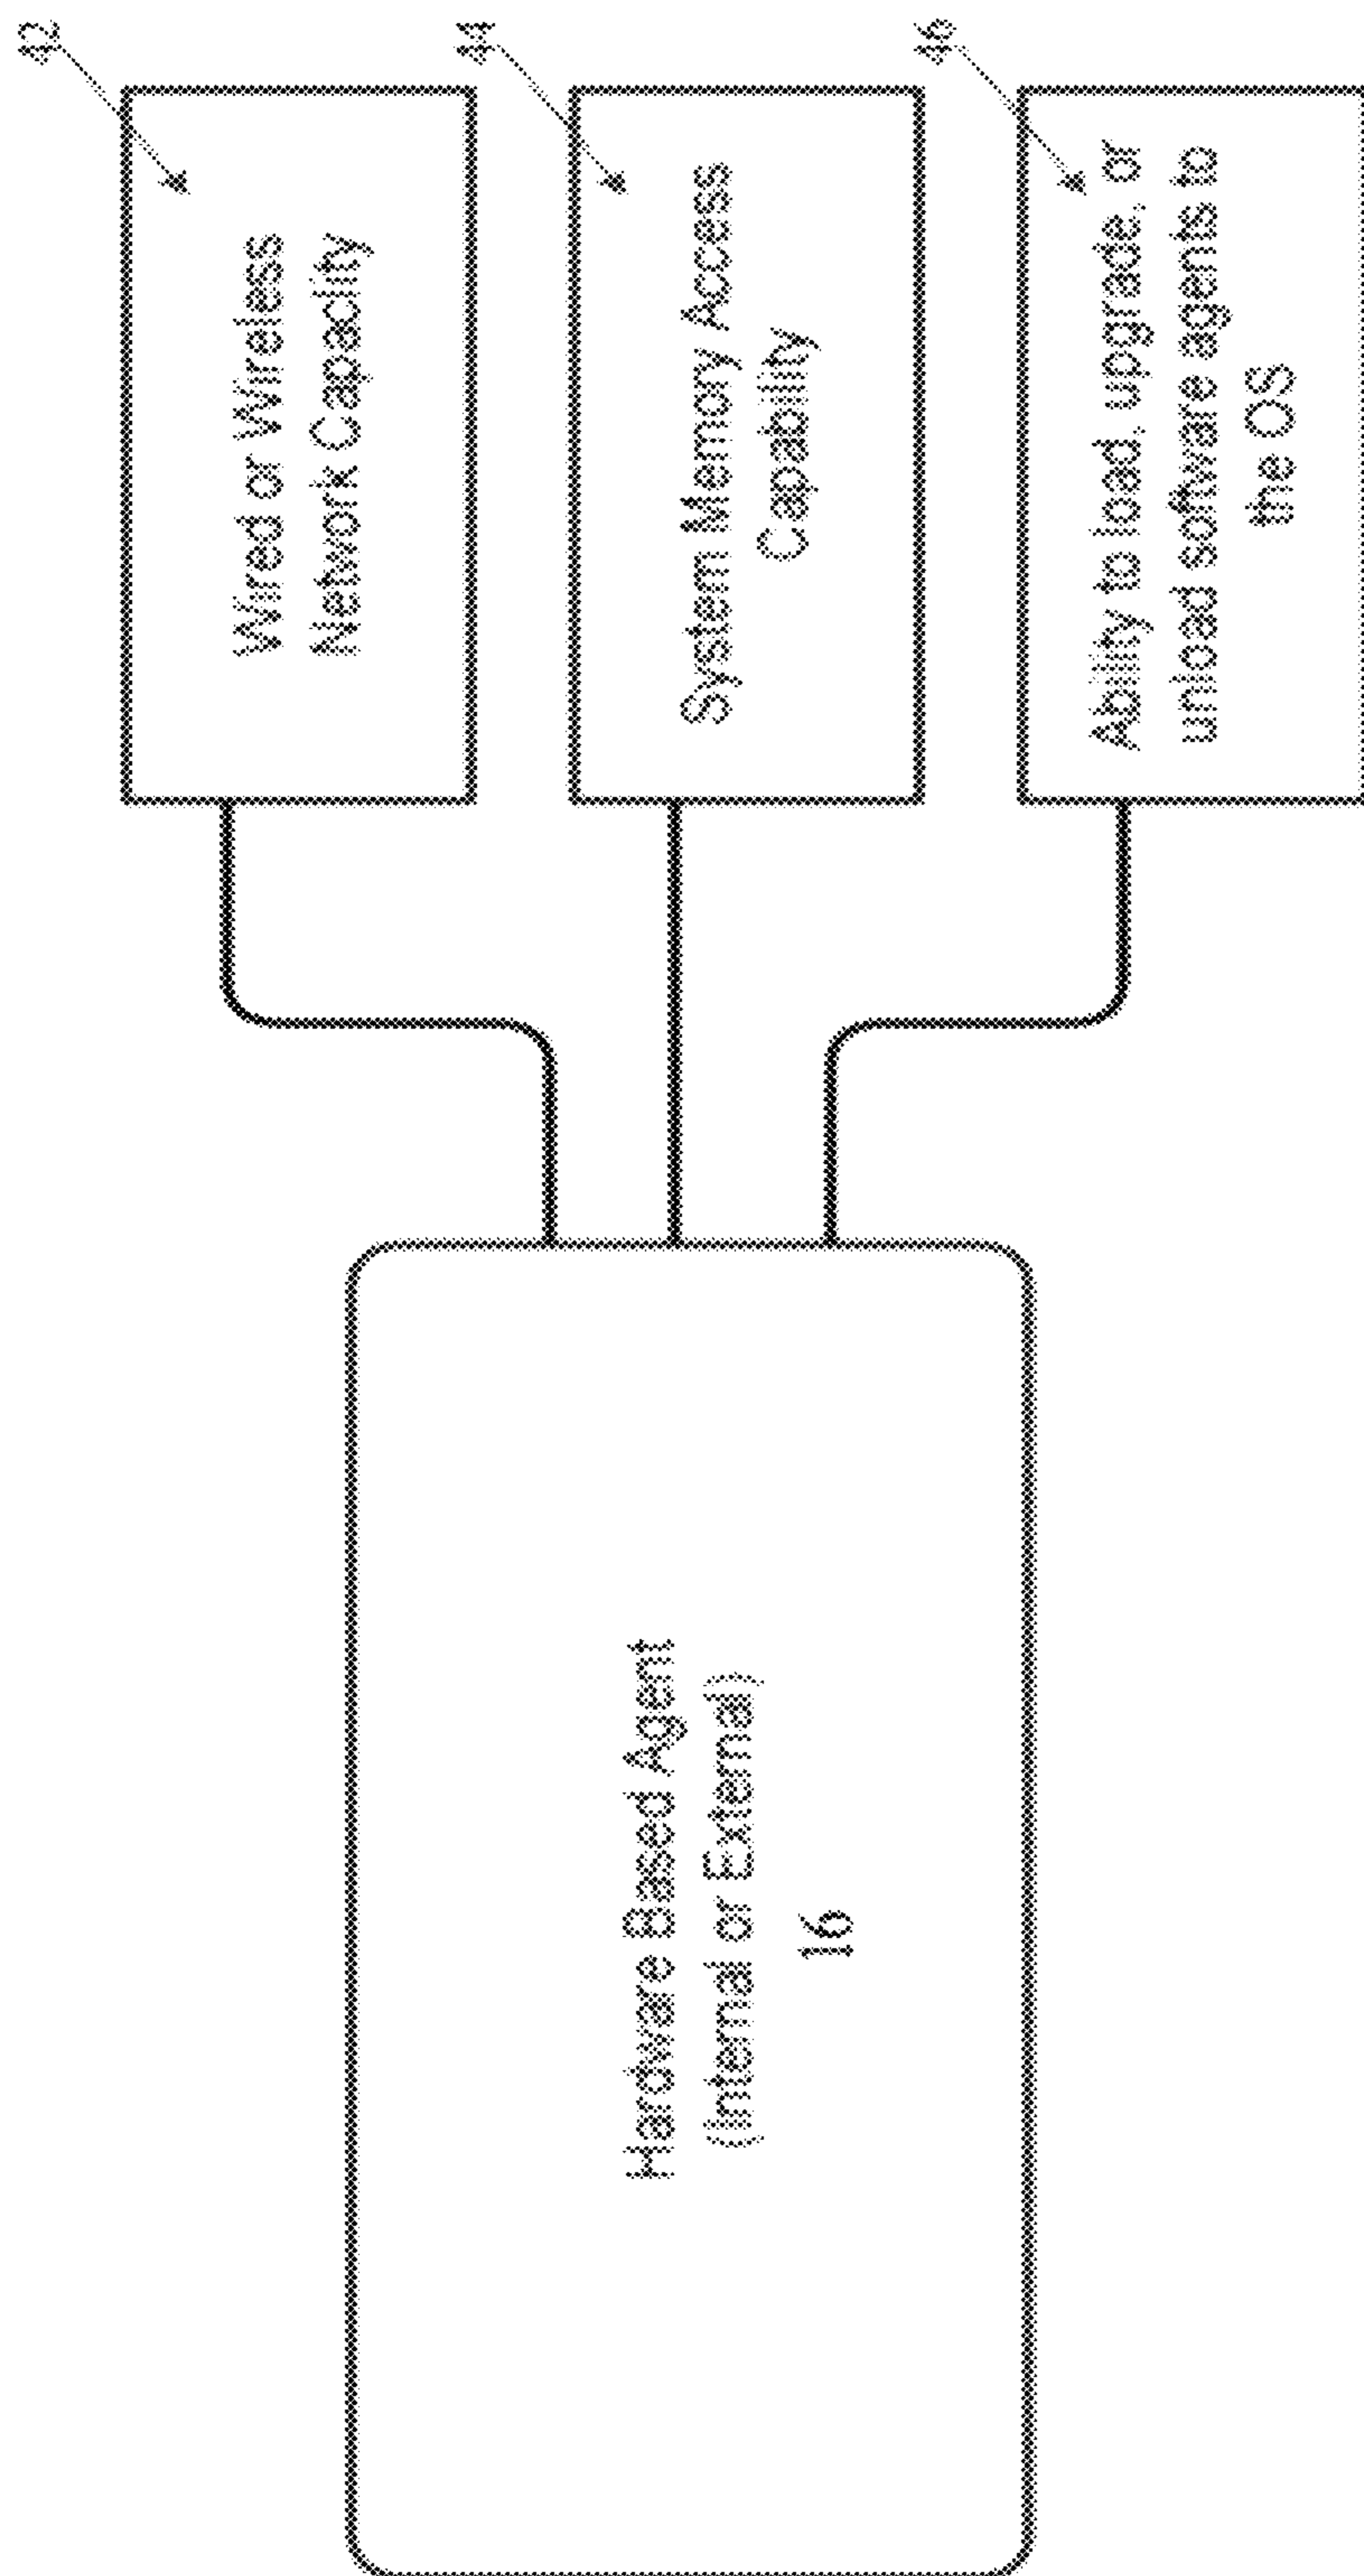 Hardware Based Agent
(Internal or External)
16
42
Wired or Wireless
Network Capacity
44
System Memory Access
Capability
46
Ability to load, upgrade, or
unload software agents to
the OS